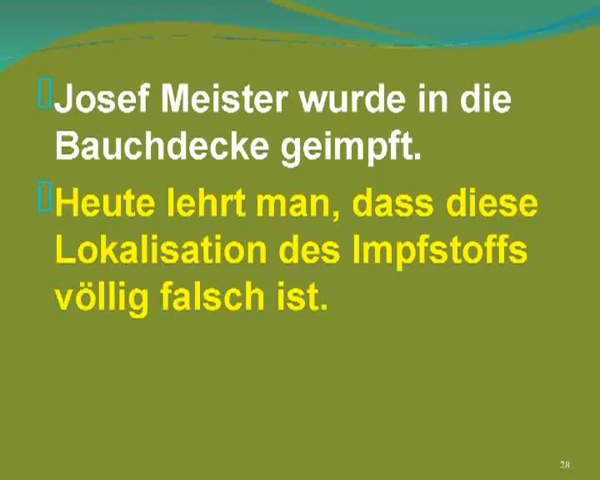 Josef Meister wurde in die
Bauchdecke geimpft.
Heute lehrt man, dass diese
Lokalisation des Impfstoffs
völlig falsch ist.